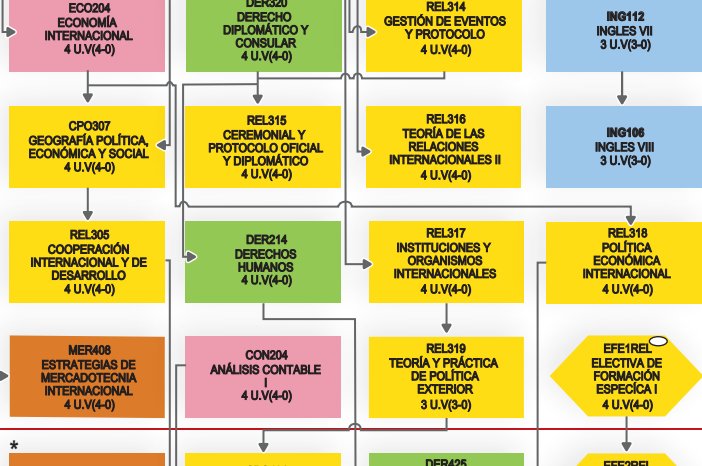 ECO204
ECONOMÍA
INTERNACIONAL
4 U.V(4-0)
DER320
DERECHO
DIPLOMÁTICO Y
CONSULAR
4 U.V(4-0)
REL314
GESTIÓN DE EVENTOS
Y PROTOCOLO
4 U.V(4-0)
ING112
INGLES VII
3 U.V(3-0)
CPO307
GEOGRAFÍA POLÍTICA,
ECONÓMICA Y SOCIAL
4 U.V(4-0)
REL315
CEREMONIAL Y
PROTOCOLO OFICIAL
Y DIPLOMÁTICO
4 U.V(4-0)
REL316
TEORÍA DE LAS
RELACIONES
INTERNACIONALES II
4 U.V(4-0)
ING106
INGLES VIII
3 U.V(3-0)
REL305
COOPERACIÓN
INTERNACIONAL Y DE
DESARROLLO
4 U.V(4-0)
DER214
DERECHOS
HUMANOS
4 U.V(4-0)
REL317
INSTITUCIONES Y
ORGANISMOS
INTERNACIONALES
4 U.V(4-0)
REL318
POLÍTICA
ECONÓMICA
INTERNACIONAL
4 U.V(4-0)
MER406
ESTRATEGIAS DE
MERCADOTECNIA
INTERNACIONAL
4 U.V(4-0)
CON204
ANÁLISIS CONTABLE
I
4 U.V(4-0)
REL319
TEORÍA Y PRÁCTICA
DE POLÍTICA
EXTERIOR
3 U.V(3-0)
EFE1REL
ELECTIVA DE
FORMACIÓN
ESPECÍCA I
4 U.V(4-0)
*
DER425
EFE2REL